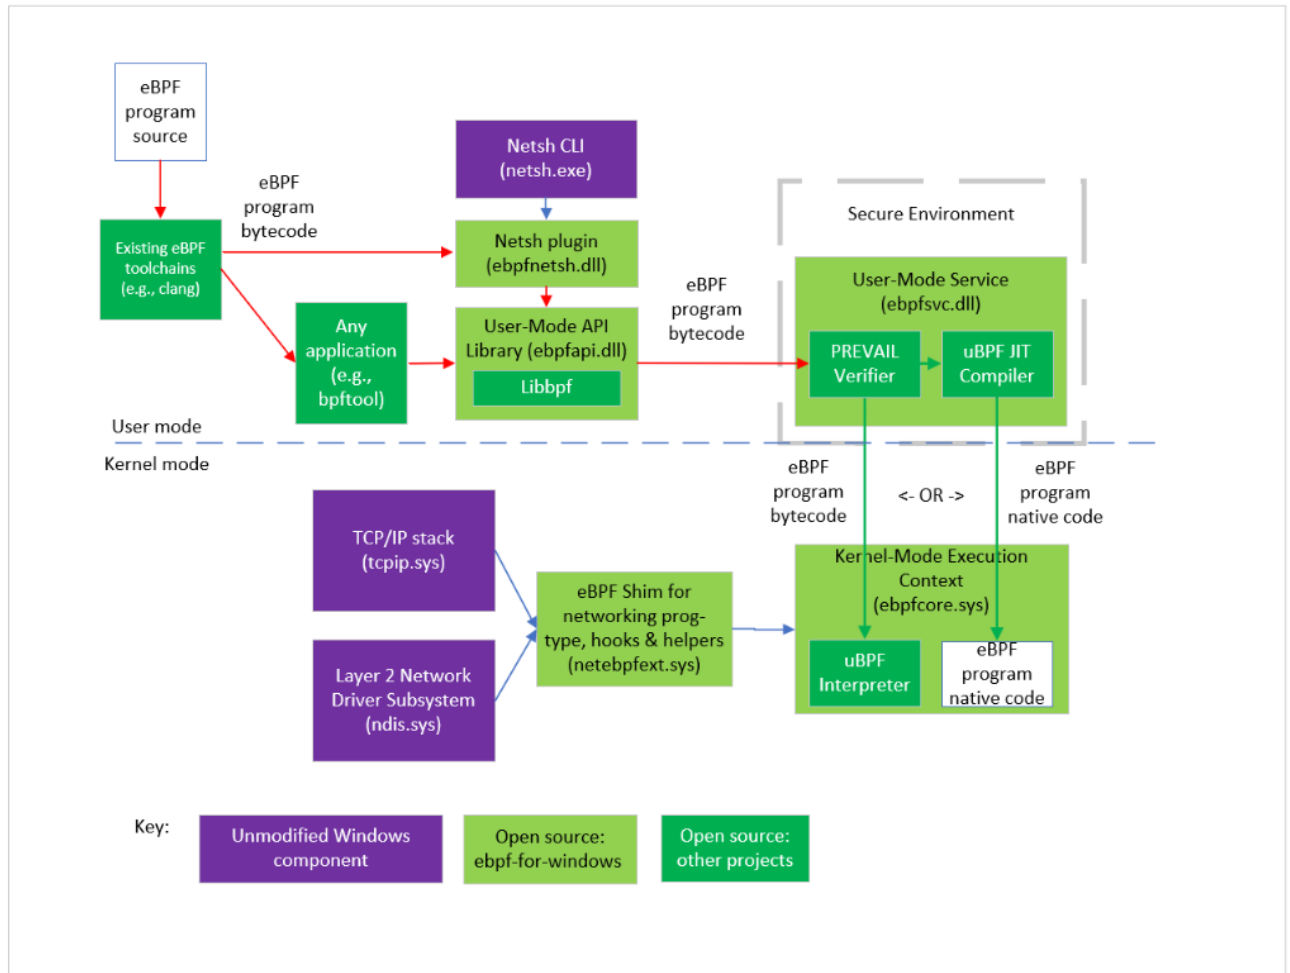 eBPF
program
source
Netsh CLI
(netsh.exe)
eBPF
program
bytecode
Existing eBPF
toolchains
(e.g., clang)
Netsh plugin
(ebpfnetsh.dll)
Any
application
(e.g.,
bpftool)
User-Mode API
Library (ebpfapi.dll)
Libbpf
eBPF
program
bytecode
Secure Environment
User-Mode Service
(ebpfsvc.dll)
PREVAIL
Verifier
uBPF JIT
Compiler
User mode
Kernel mode
eBPF
program
bytecode
<- OR ->
eBPF
program
native code
TCP/IP stack
(tcpip.sys)
Layer 2 Network
Driver Subsystem
(ndis.sys)
eBPF Shim for
networking prog-
type, hooks & helpers
(netebpfext.sys)
Kernel-Mode Execution
Context
(ebpfcore.sys)
uBPF
Interpreter
eBPF
program
native code
Key:
Unmodified Windows
component
Open source:
ebpf-for-windows
Open source:
other projects